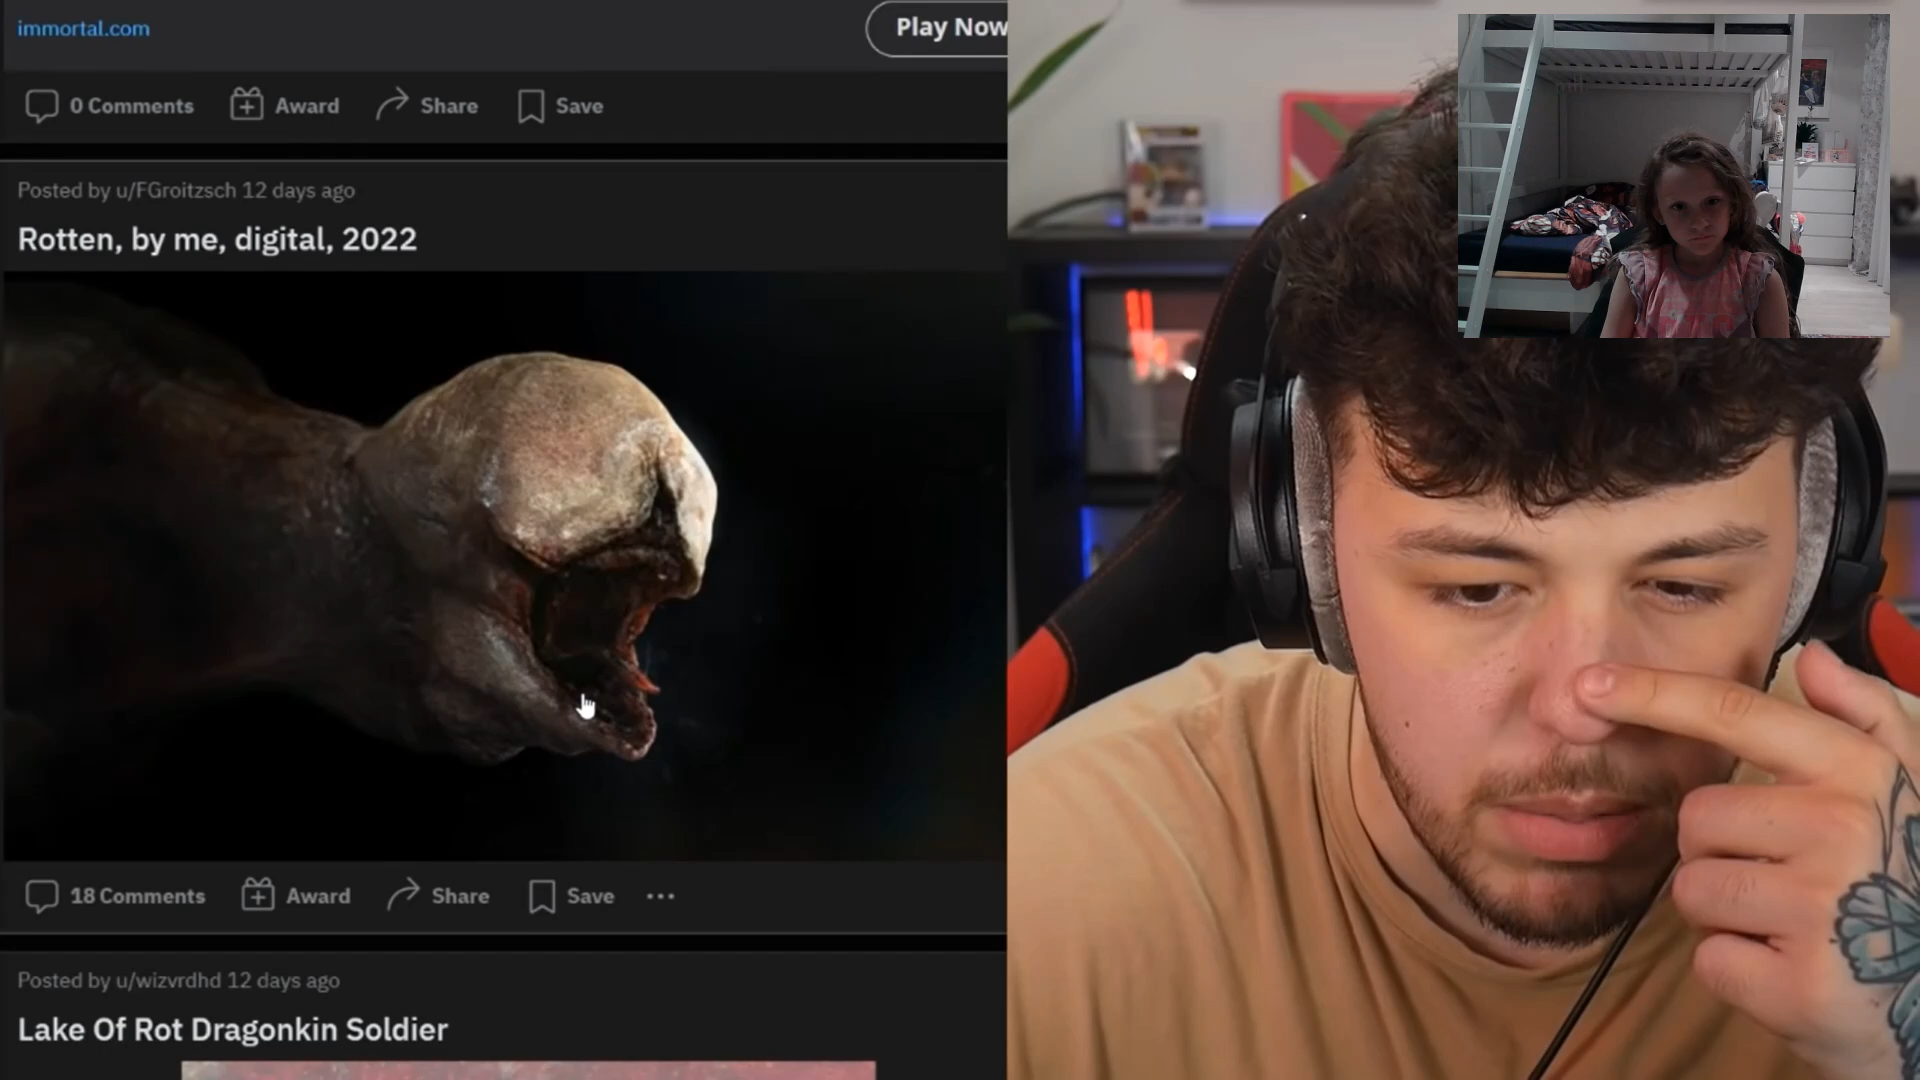 immortal.com
Play Now
0 Comments Award Share Save
Posted by u/FGroitzsch 12 days ago
Rotten, by me, digital, 2022
18 Comments Award Share Save
Posted by u/wizvrdhd 12 days ago
Lake Of Rot Dragonkin Soldier